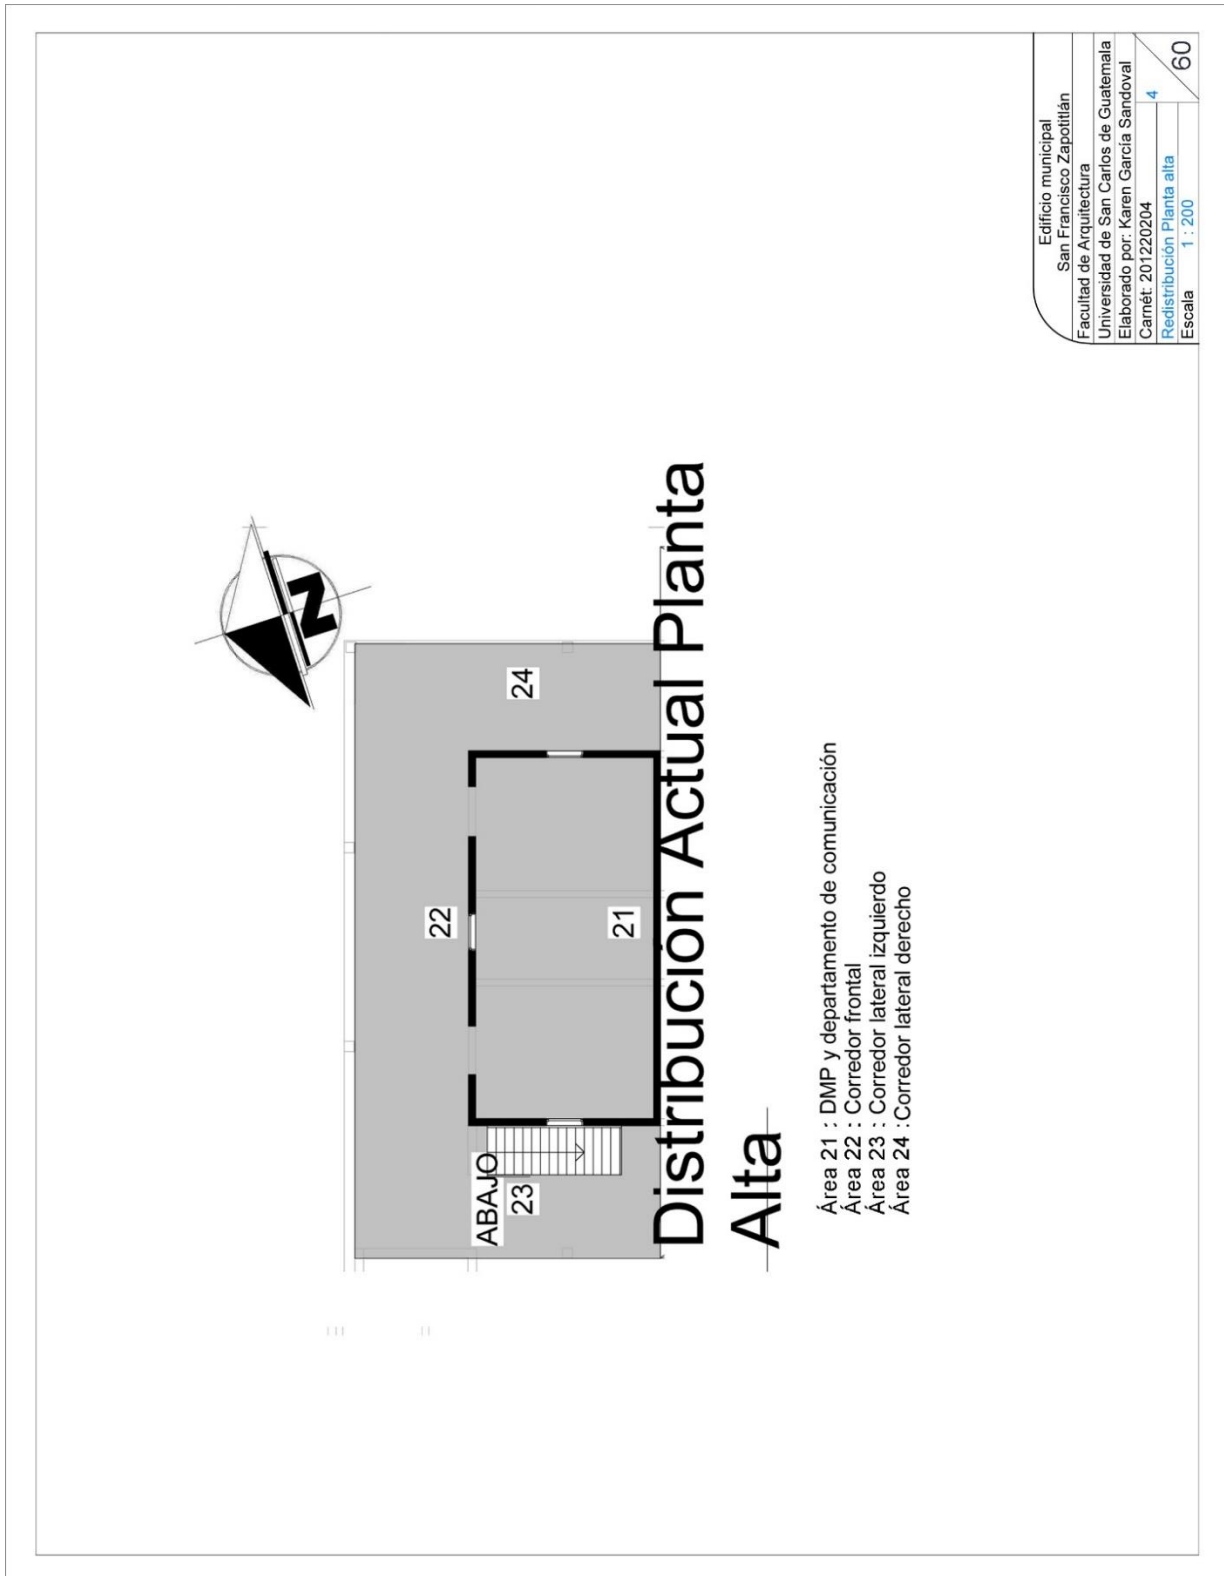 22
24
21
ABAJO
23
Distribución Actual Planta
Alta
Área 21 : DMP y departamento de comunicación
Área 22 : Corredor frontal
Área 23 : Corredor lateral izquierdo
Área 24 : Corredor lateral derecho
N
Edificio municipal
San Francisco Zapotitlán
Facultad de Arquitectura
Universidad de San Carlos de Guatemala
Elaborado por: Karen García Sandoval
Carnét: 201220204
Redistribución Planta alta
4
60
Escala 1 : 200